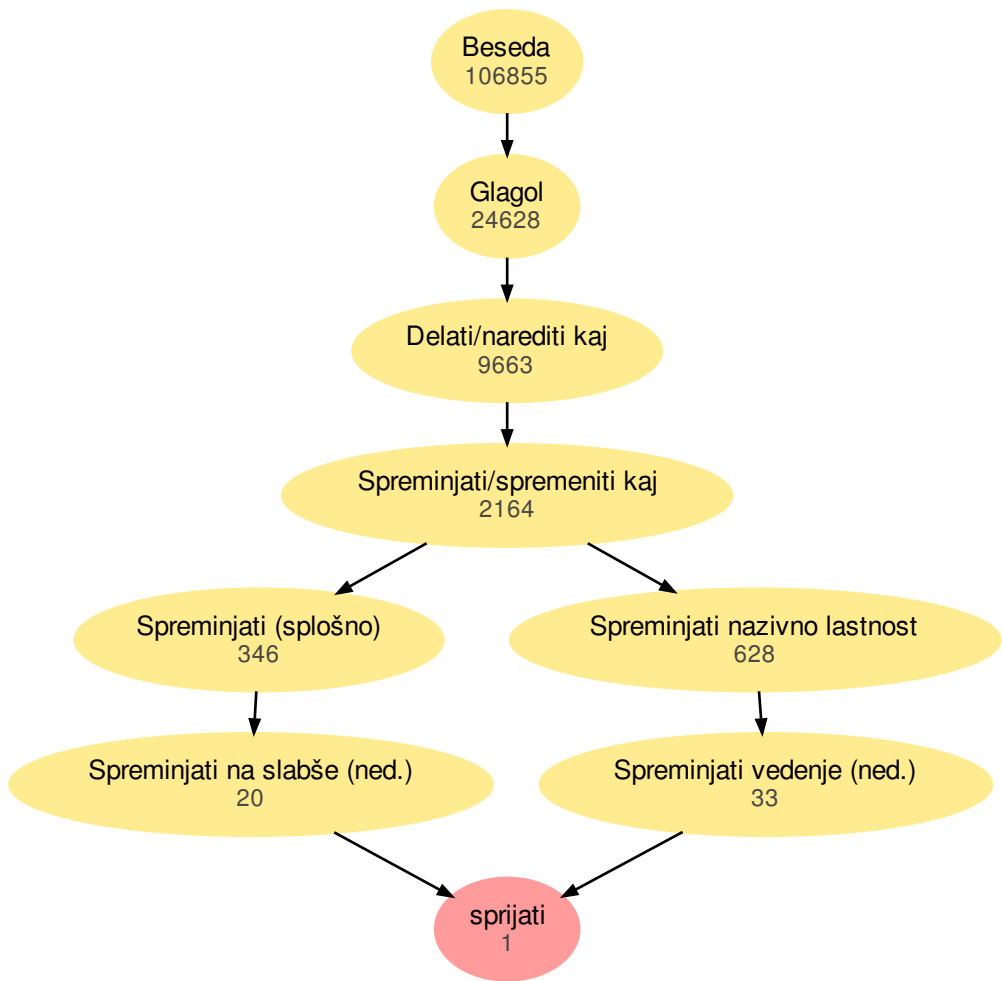 Beseda
106855
Glagol
24628
Delati/narediti kaj
9663
Spreminjati/spremeniti kaj
2164
Spreminjati (splošno)
346
Spreminjati nazivno lastnost
628
Spreminjati na slabše (ned.)
20
Spreminjati vedenje (ned.)
33
sprijati
1